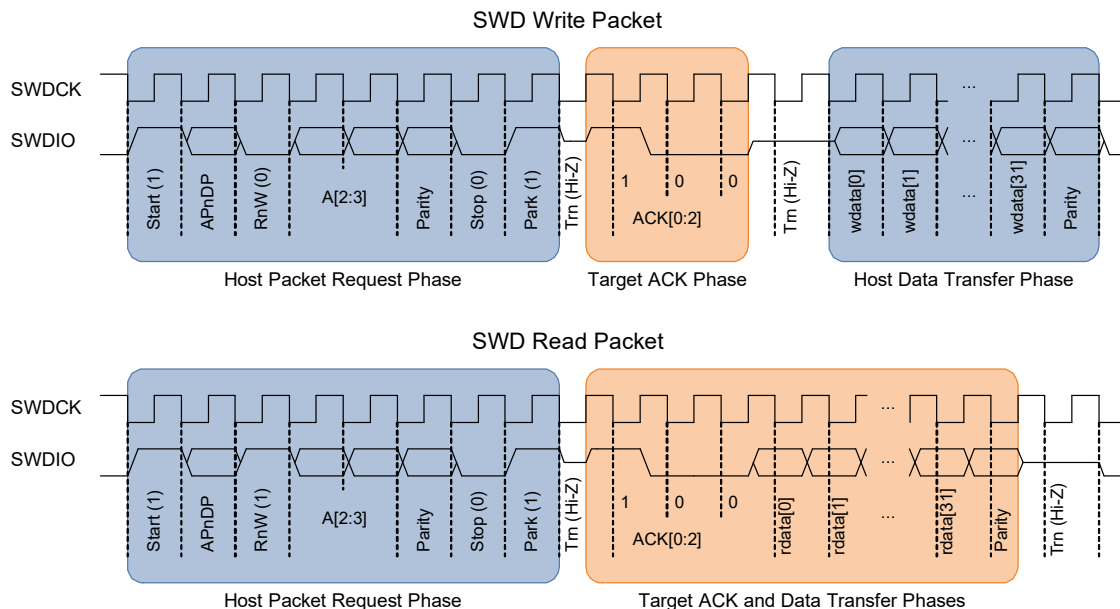 SWD Write Packet
SWDCK
...
SWDIO
Start (1)
APnDP
RnW (0)
A[2:3]
Parity
Stop (0)
Park (1)
Trn (Hi-Z)
1 0 0
ACK[0:2]
Trn (Hi-Z)
wdata[0]
wdata[1]
...
wdata[31]
Parity
Host Packet Request Phase
Target ACK Phase
Host Data Transfer Phase
SWD Read Packet
SWDCK
...
SWDIO
...
Start (1)
APnDP
RnW (1)
A[2:3]
Parity
Stop (0)
Park (1)
Trn (Hi-Z)
1 0 0
ACK[0:2]
rdata[0]
rdata[1]
...
rdata[31]
Parity
Trn (Hi-Z)
Host Packet Request Phase
Target ACK and Data Transfer Phases